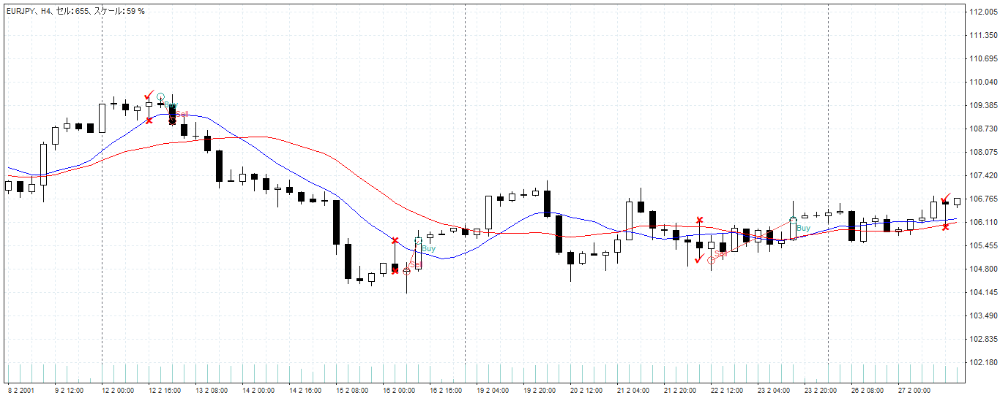 EURJPY、H4、セル: 655、スケール: 59 %
112.005
111.350
110.695
110.040
109.385
108.730
108.075
107.420
106.765
106.110
105.455
104.800
104.145
103.490
102.835
102.180
Buy
Sell
Buy
Sell
Sell
Buy
8 2 2001
9 2 12:00
12 2 00:00
12 2 16:00
13 2 08:00
14 2 00:00
14 2 16:00
15 2 08:00
16 2 00:00
16 2 16:00
19 2 04:00
19 2 20:00
20 2 12:00
21 2 04:00
21 2 20:00
22 2 12:00
23 2 04:00
23 2 20:00
26 2 08:00
27 2 00:00